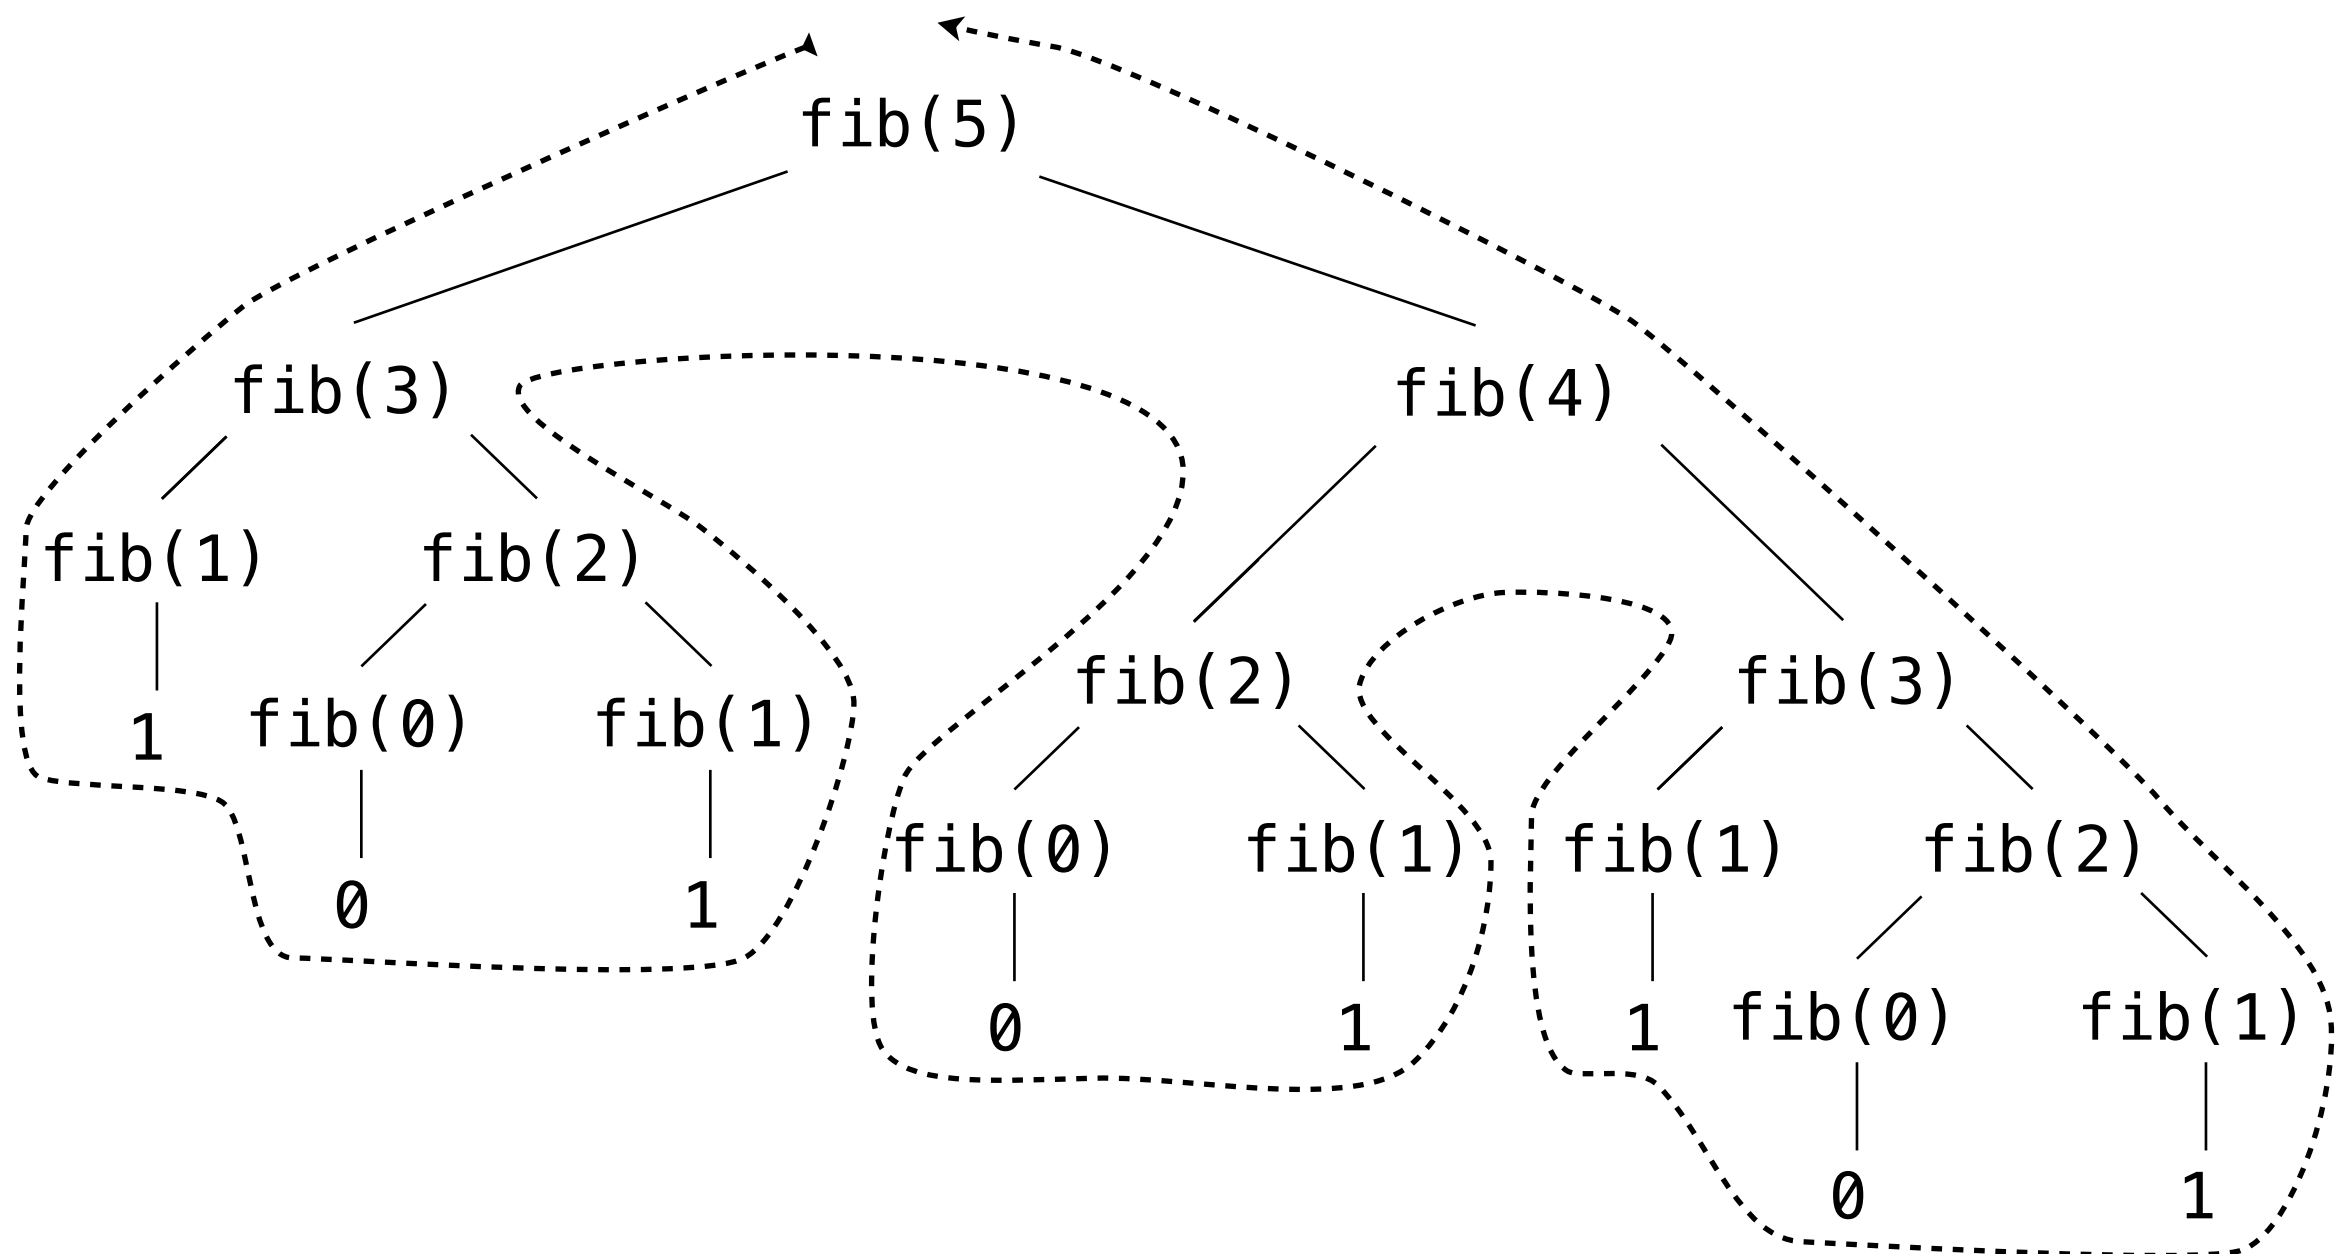 fib(5)
fib(3) fib(4)
fib(1) fib(2)
fib(2) fib(3)
1 fib(0) fib(1)
fib(0) fib(1) fib(1) fib(2)
0 1
0 1 1 fib(0) fib(1)
0 1